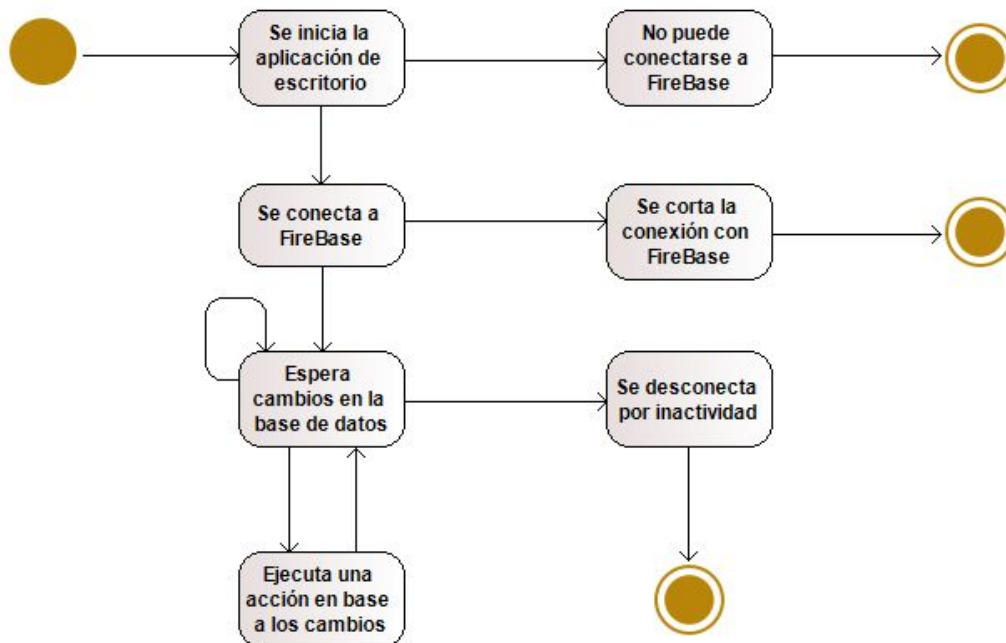 Se inicia la
aplicación de
escritorio
No puede
conectarse a
FireBase
Se conecta a
FireBase
Se corta la
conexión con
FireBase
Espera
cambios en la
base de datos
Se desconecta
por inactividad
Ejecuta una
acción en base
a los cambios